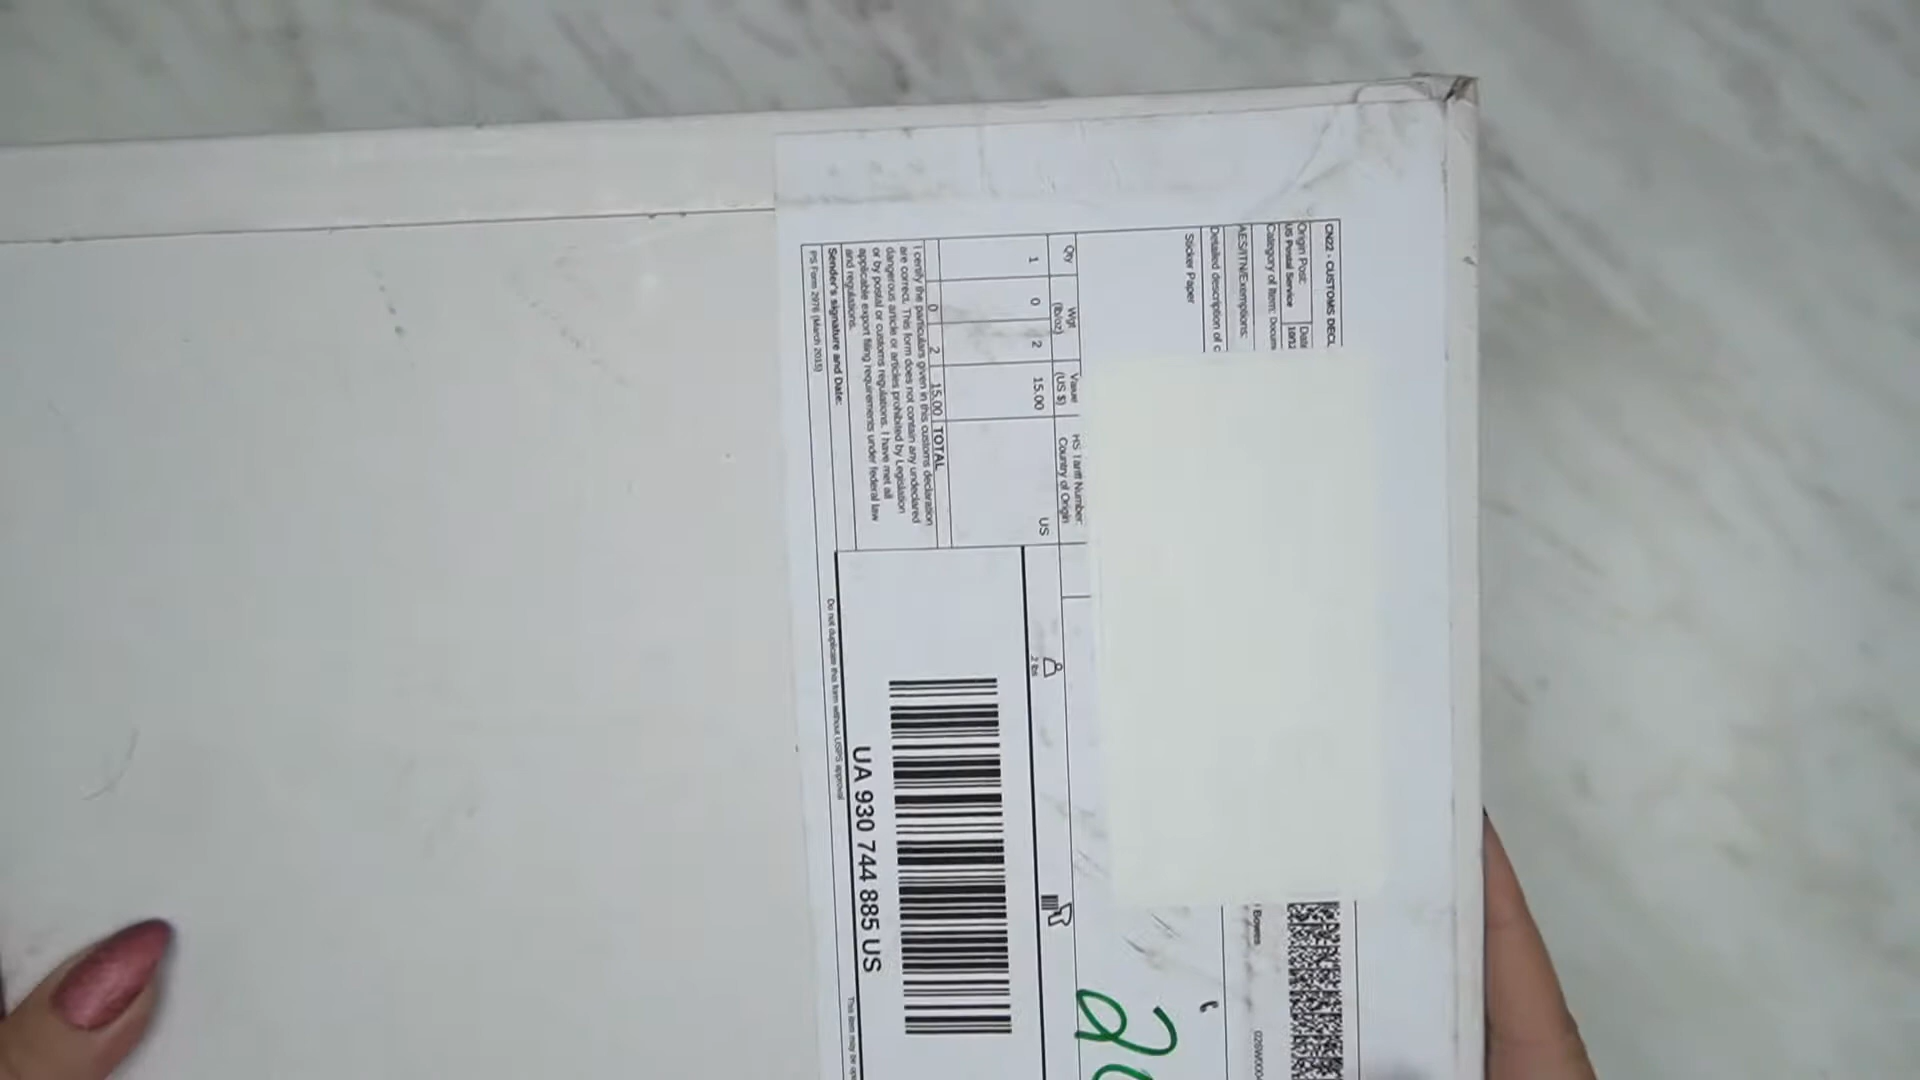 CN22 - CUSTOMS DECL
Origin Post:
US Postal Service
Date
Category of Item: Docum
AES/ITN/Exemptions:
Detailed description of c
Sticker Paper
Qty Wgt (lb/oz) Value (US $) HS Tariff Number: Country of Origin
1 0 2 15.00 US
0 2 15.00 TOTAL
I certify the particulars given in this customs declaration
are correct. This form does not contain any undeclared
dangerous article or articles prohibited by Legislation
or by postal or customs regulations. I have met all
applicable export filing requirements under federal law
and regulations.
Sender's signature and Date:
PS Form 2976 (March 2015)
Bowes
2 lbs
UA 930 744 885 US
Do not duplicate this form without USPS approval
This item may be